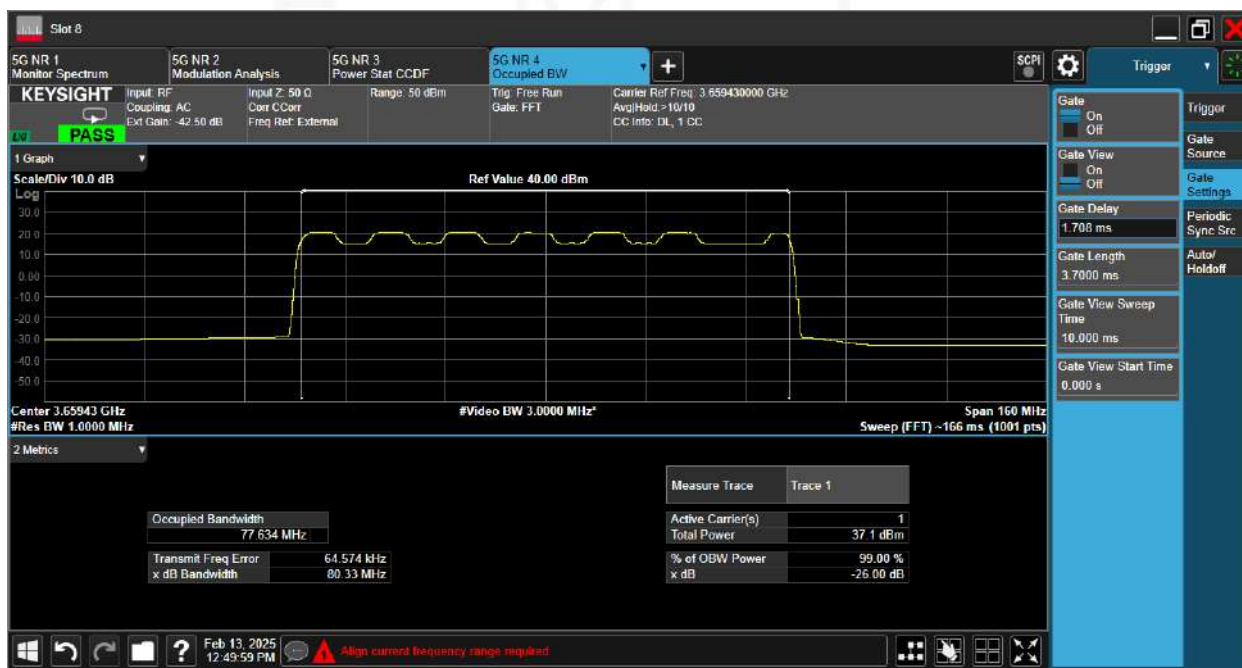 Slot 8
5G NR 1
Monitor Spectrum
5G NR 2
Modulation Analysis
5G NR 3
Power Stat CCDF
5G NR 4
Occupied BW
SCPI
Trigger
KEYSIGHT
LXI
PASS
Input: RF
Coupling: AC
Ext Gain: -42.50 dB
Input Z: 50 Ω
Corr CCorr
Freq Ref: External
Range: 50 dBm
Trig: Free Run
Gate: FFT
Carrier Ref Freq: 3.659430000 GHz
Avg|Hold:>10/10
CC Info: DL, 1 CC
1 Graph
Scale/Div 10.0 dB
Ref Value 40.00 dBm
Log
30.0
20.0
10.0
0.00
-10.0
-20.0
-30.0
-40.0
-50.0
Center 3.65943 GHz
#Video BW 3.0000 MHz*
Span 160 MHz
#Res BW 1.0000 MHz
Sweep (FFT) ~166 ms (1001 pts)
2 Metrics
Measure Trace Trace 1
Occupied Bandwidth
77.634 MHz
Active Carrier(s) 1
Total Power 37.1 dBm
Transmit Freq Error 64.574 kHz
x dB Bandwidth 80.33 MHz
% of OBW Power 99.00 %
x dB -26.00 dB
Gate
On
Off
Gate View
On
Off
Gate Delay
1.708 ms
Gate Length
3.7000 ms
Gate View Sweep
Time
10.000 ms
Gate View Start Time
0.000 s
Trigger
Gate
Source
Gate
Settings
Periodic
Sync Src
Auto/
Holdoff
Feb 13, 2025
12:49:59 PM
Align current frequency range required